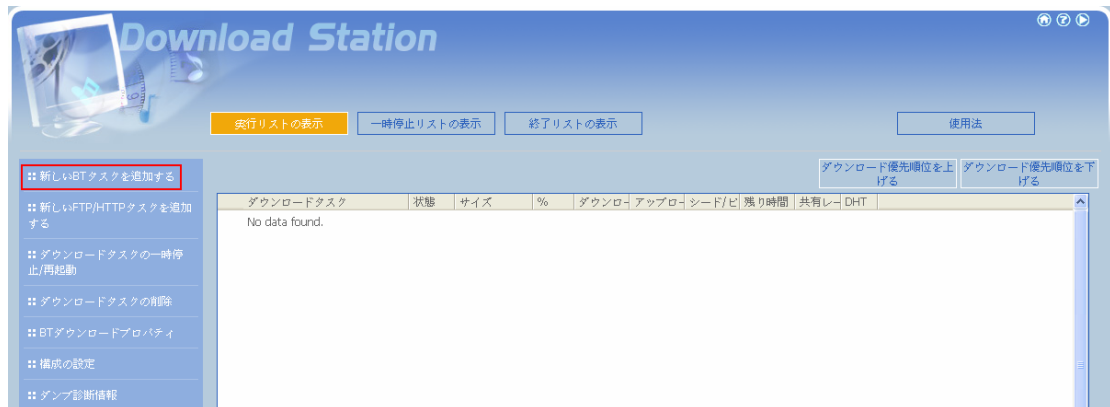 Download Station
実行リストの表示 一時停止リストの表示 終了リストの表示 使用法
新しいBTタスクを追加する
新しいFTP/HTTPタスクを追加
する
ダウンロードタスクの一時停
止/再起動
ダウンロードタスクの削除
BTダウンロードプロパティ
構成の設定
ダンプ診断情報
ダウンロード優先順位を上
げる
ダウンロード優先順位を下
げる
ダウンロードタスク 状態 サイズ % ダウンロー アップロー シード/ピ 残り時間 共有レー DHT
No data found.